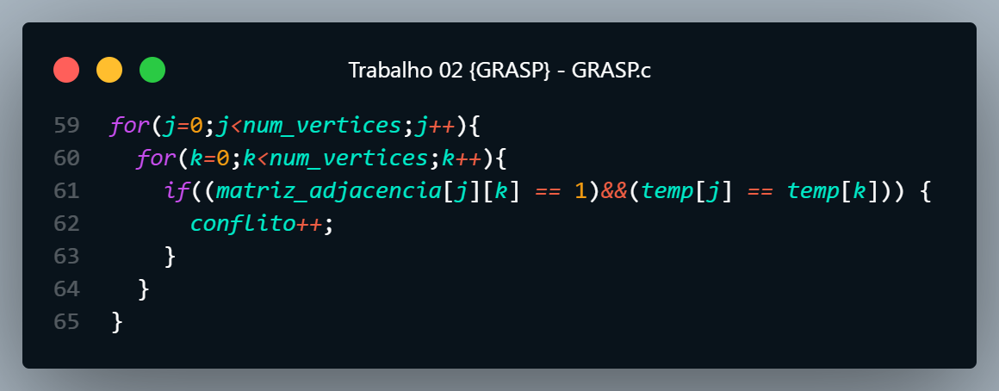 Trabalho 02 {GRASP} - GRASP.c
59 for(j=0;j<num_vertices;j++){
60   for(k=0;k<num_vertices;k++){
61     if((matriz_adjacencia[j][k] == 1)&&(temp[j] == temp[k])) {
62       conflito++;
63     }
64   }
65 }